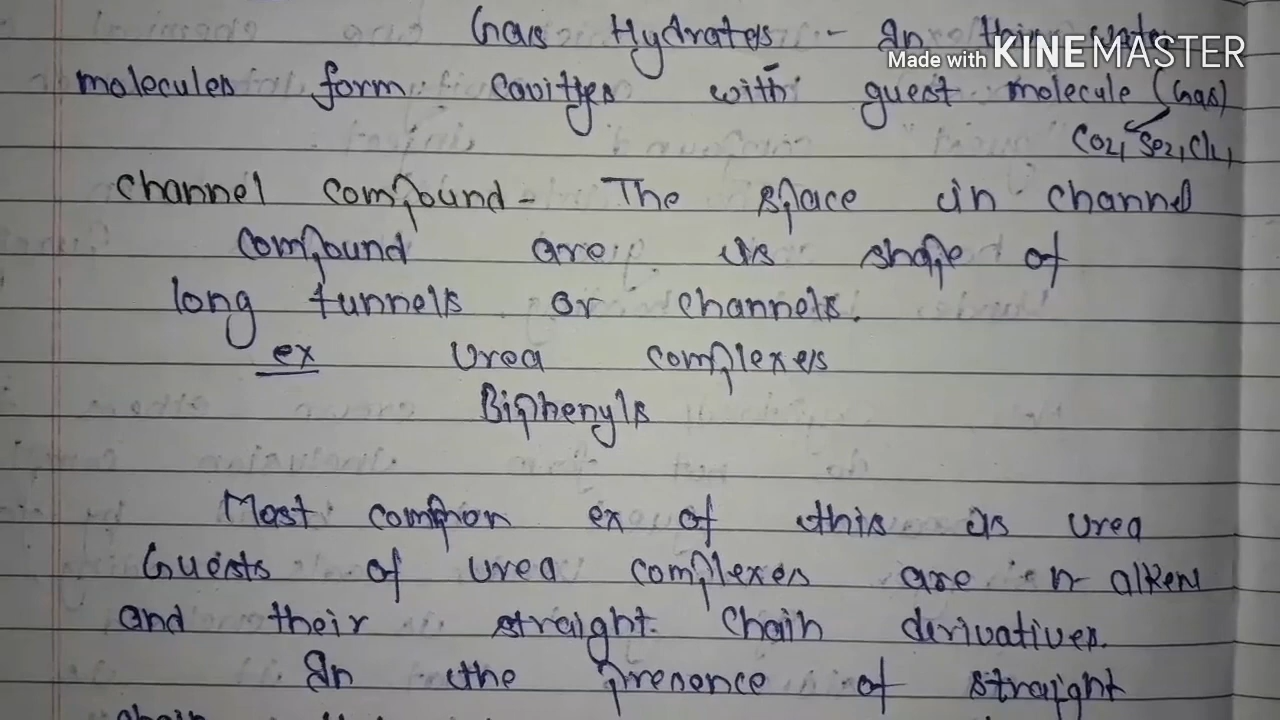 Gas Hydrates :- In this water
Made with KINEMASTER
molecules form cavities with guest molecule (Gas)
CO2, SO2, Cl2,
Channel compound - The space in channel
compound are is shape of
long tunnels or channels.
ex Urea complexes
Biphenyls
Most common ex of this is urea
Guests of urea complexes are n-alken
and their straight chain derivatives.
In the presence of straight
chain